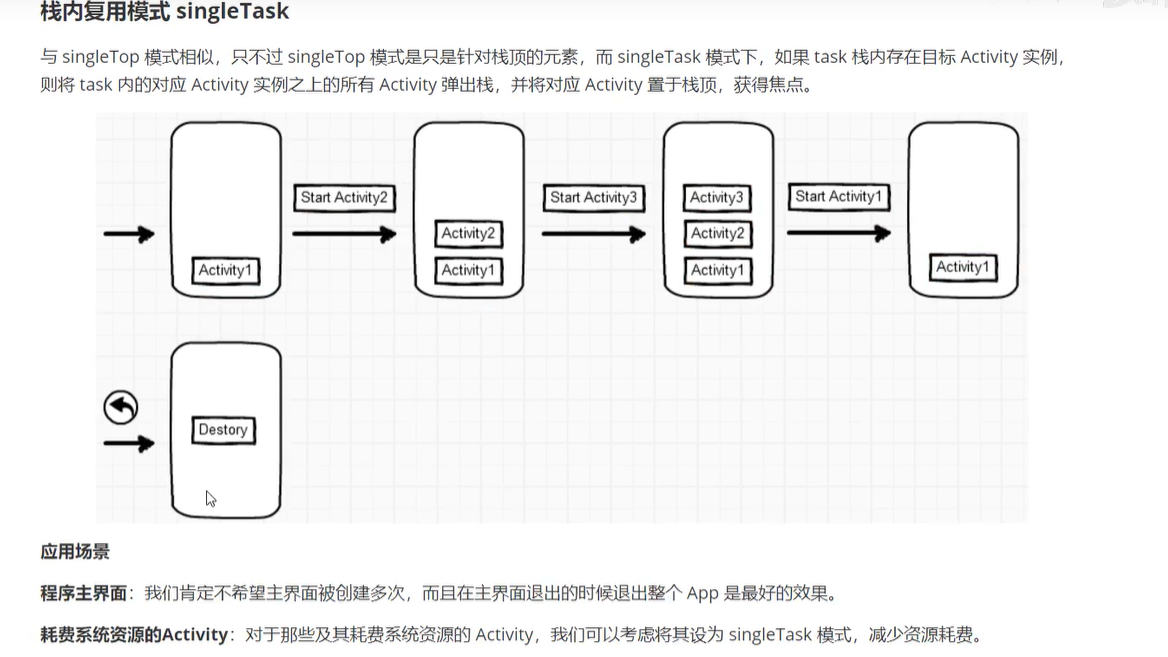 栈内复用模式 singleTask
与 singleTop 模式相似，只不过 singleTop 模式是只是针对栈顶的元素，而 singleTask 模式下，如果 task 栈内存在目标 Activity 实例，
则将 task 内的对应 Activity 实例之上的所有 Activity 弹出栈，并将对应 Activity 置于栈顶，获得焦点。
Activity1
Start Activity2
Activity2
Activity1
Start Activity3
Activity3
Activity2
Activity1
Start Activity1
Activity1
Destory
应用场景
程序主界面：我们肯定不希望主界面被创建多次，而且在主界面退出的时候退出整个 App 是最好的效果。
耗费系统资源的Activity：对于那些及其耗费系统资源的 Activity，我们可以考虑将其设为 singleTask 模式，减少资源耗费。